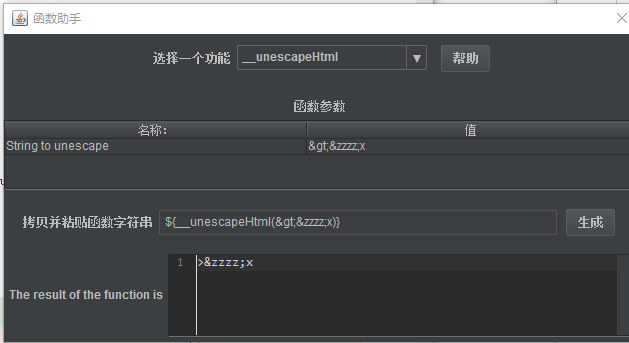 函数助手
选择一个功能 __unescapeHtml 帮助
函数参数
名称: 值
String to unescape &gt;&zzzz;x
拷贝并粘贴函数字符串 ${__unescapeHtml(&gt;&zzzz;x)} 生成
1 >&zzzz;x
The result of the function is